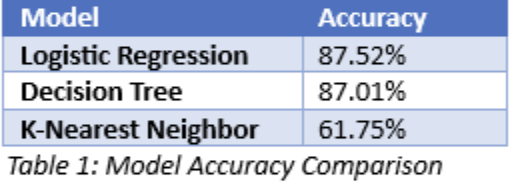 Model Accuracy
Logistic Regression 87.52%
Decision Tree 87.01%
K-Nearest Neighbor 61.75%
Table 1: Model Accuracy Comparison